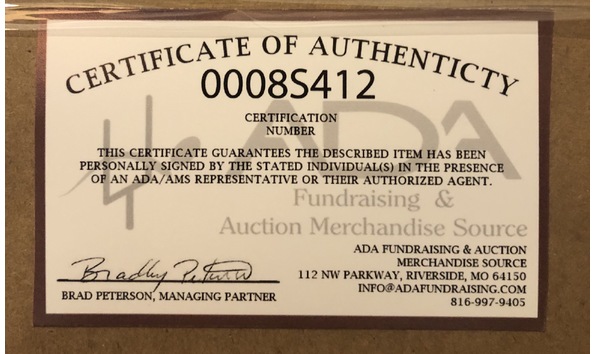 CERTIFICATE OF AUTHENTICTY
0008S412
CERTIFICATION
NUMBER
THIS CERTIFICATE GUARANTEES THE DESCRIBED ITEM HAS BEEN
PERSONALLY SIGNED BY THE STATED INDIVIDUAL(S) IN THE PRESENCE
OF AN ADA/AMS REPRESENTATIVE OR THEIR AUTHORIZED AGENT.
ADA
Fundraising &
Auction Merchandise Source
ADA FUNDRAISING & AUCTION
MERCHANDISE SOURCE
112 NW PARKWAY, RIVERSIDE, MO 64150
INFO@ADAFUNDRAISING.COM
816-997-9405
Bradley Peterson
BRAD PETERSON, MANAGING PARTNER